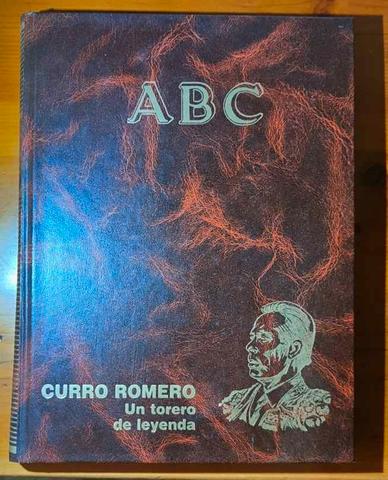 ABC
CURRO ROMERO
Un torero
de leyenda